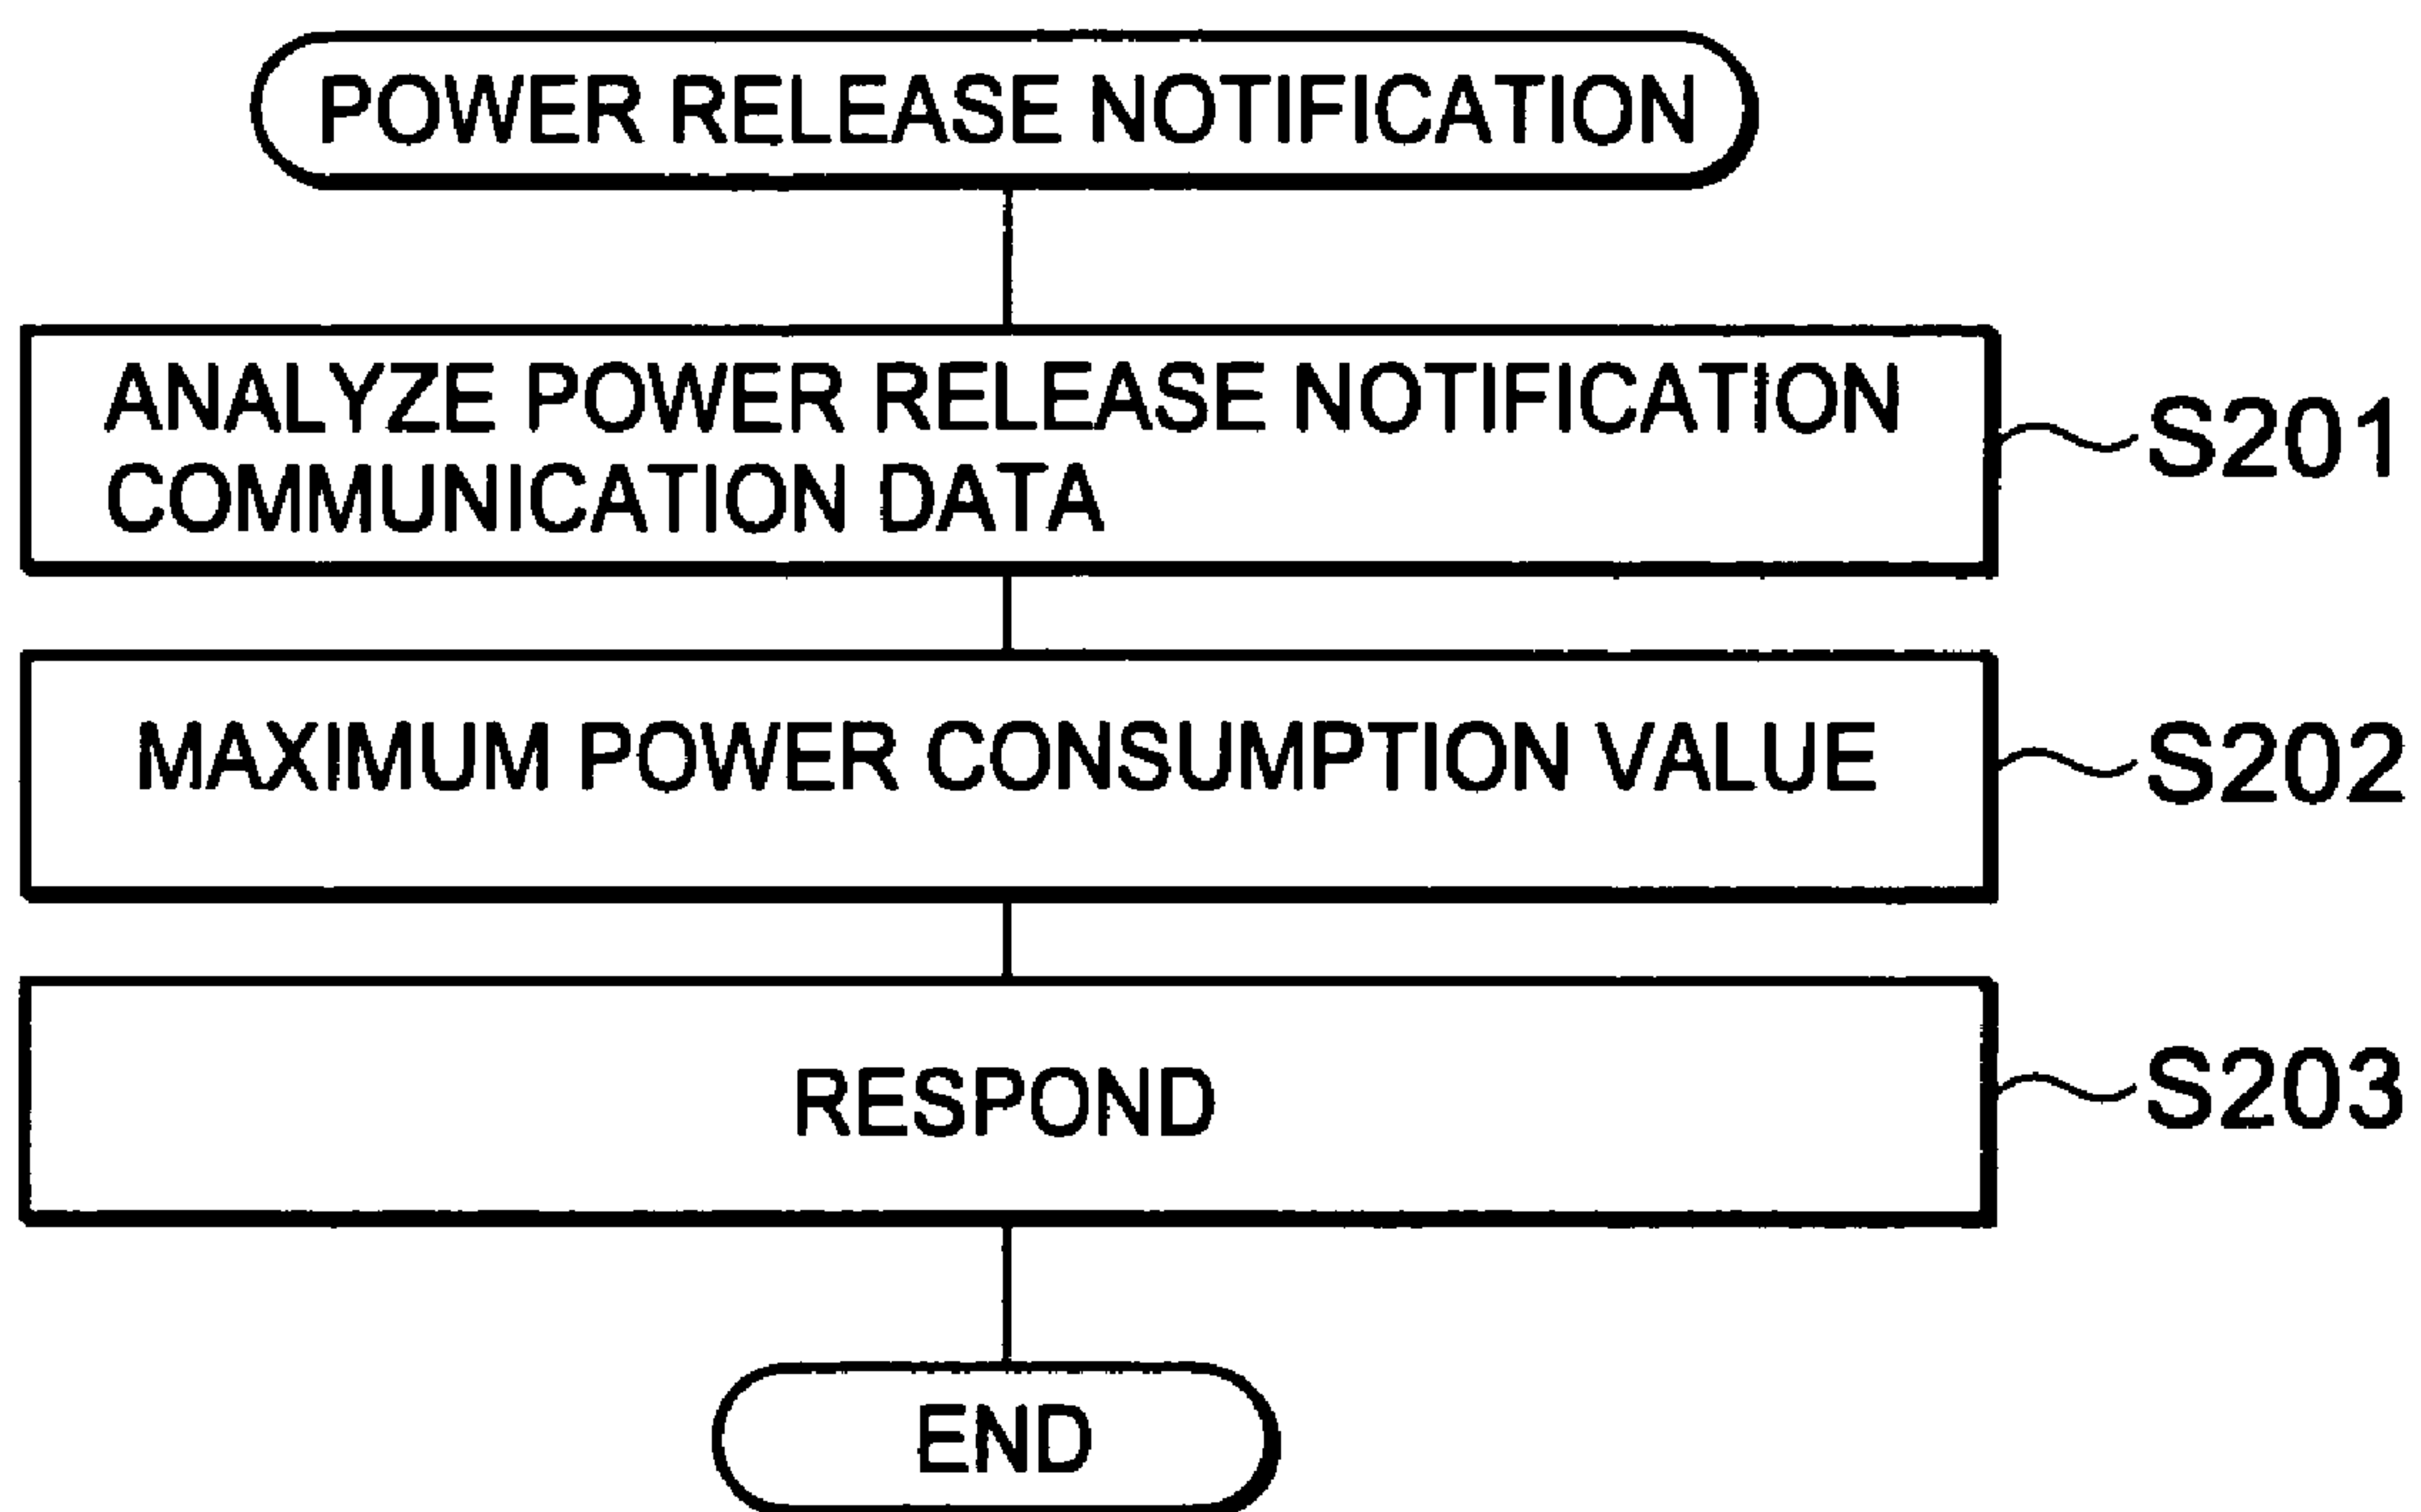 POWER RELEASE NOTIFICATION
ANALYZE POWER RELEASE NOTIFICATION
COMMUNICATION DATA
S201
MAXIMUM POWER CONSUMPTION VALUE
S202
RESPOND
S203
END